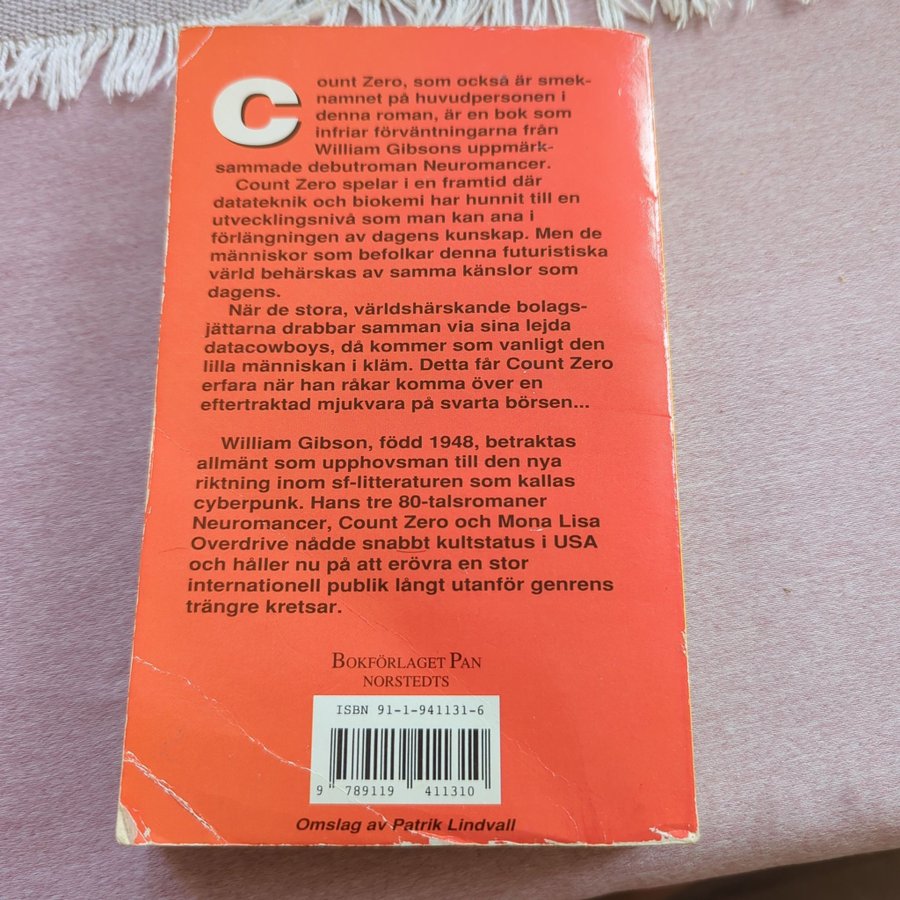 Count Zero, som också är smek-
namnet på huvudpersonen i
denna roman, är en bok som
infriar förväntningarna från
William Gibsons uppmärk-
sammade debutroman Neuromancer.
Count Zero spelar i en framtid där
datateknik och biokemi har hunnit till en
utvecklingsnivå som man kan ana i
förlängningen av dagens kunskap. Men de
människor som befolkar denna futuristiska
värld behärskas av samma känslor som
dagens.
När de stora, världshärskande bolags-
jättarna drabbar samman via sina lejda
datacowboys, då kommer som vanligt den
lilla människan i kläm. Detta får Count Zero
erfara när han råkar komma över en
eftertraktad mjukvara på svarta börsen...
William Gibson, född 1948, betraktas
allmänt som upphovsman till den nya
riktning inom sf-litteraturen som kallas
cyberpunk. Hans tre 80-talsromaner
Neuromancer, Count Zero och Mona Lisa
Overdrive nådde snabbt kultstatus i USA
och håller nu på att erövra en stor
internationell publik långt utanför genrens
trängre kretsar.
BOKFÖRLAGET PAN
NORSTEDTS
ISBN 91-1-941131-6
9 789119 411310
Omslag av Patrik Lindvall